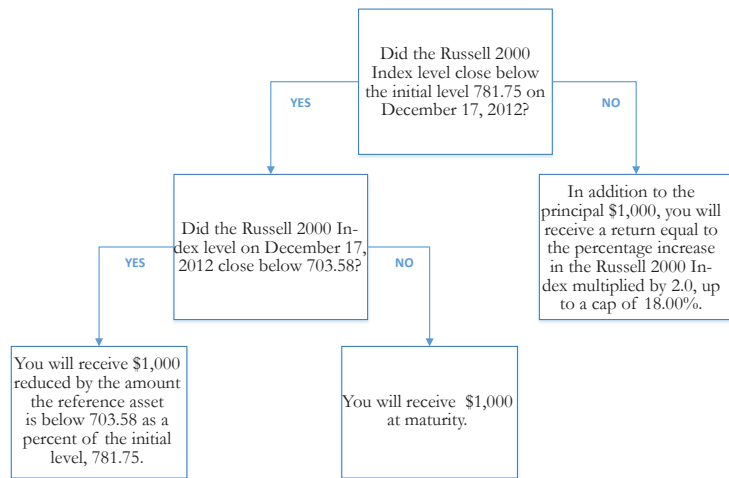 Did the Russell 2000
Index level close below
the initial level 781.75 on
December 17, 2012?
YES
NO
Did the Russell 2000 In-
dex level on December 17,
2012 close below 703.58?
In addition to the
principal $1,000, you will
receive a return equal to
the percentage increase
in the Russell 2000 In-
dex multiplied by 2.0, up
to a cap of 18.00%.
YES
NO
You will receive $1,000
reduced by the amount
the reference asset
is below 703.58 as a
percent of the initial
level, 781.75.
You will receive $1,000
at maturity.